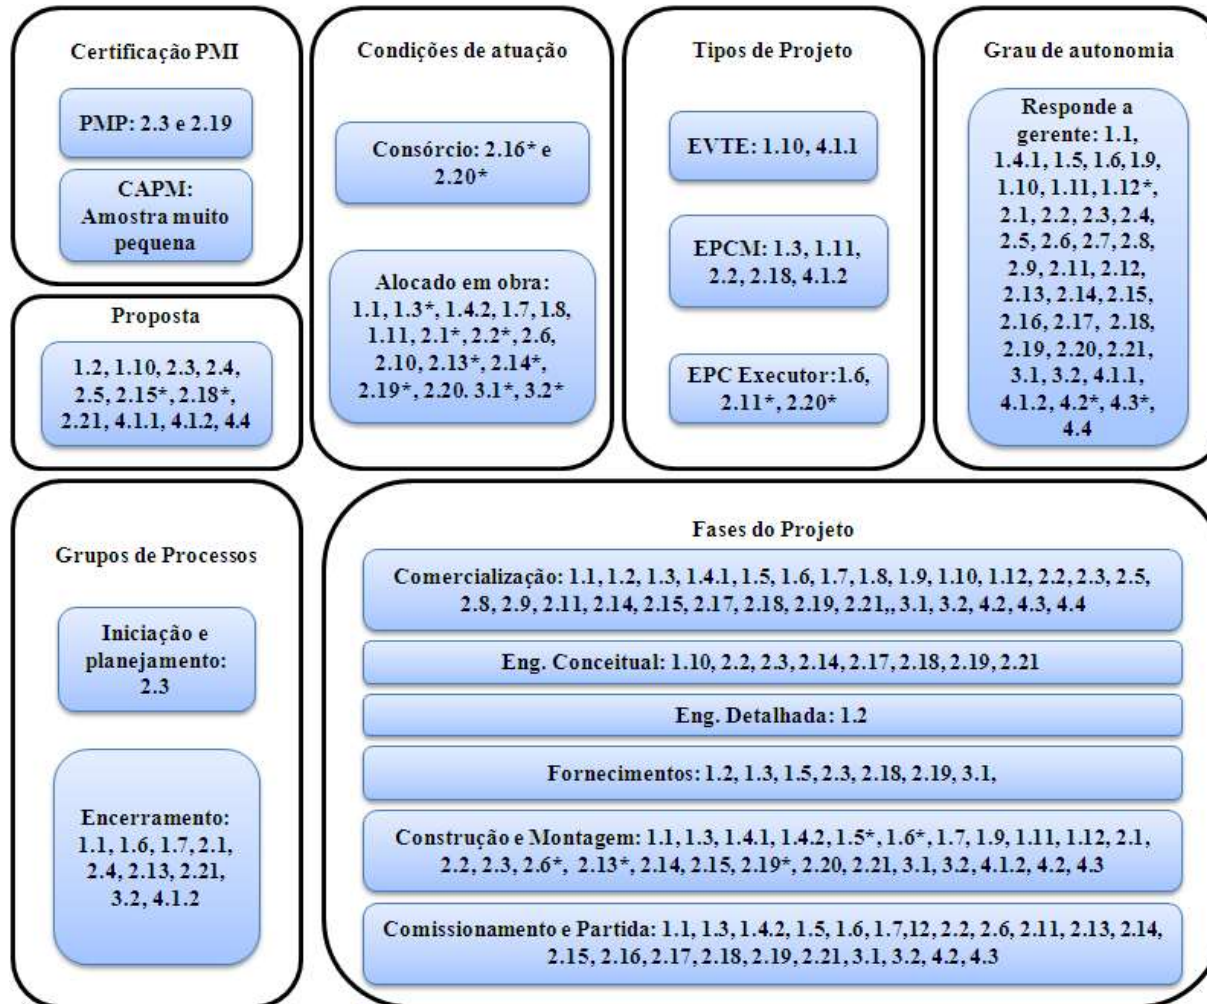 Certificação PMI
PMP: 2.3 e 2.19
CAPM:
Amostra muito
pequena
Proposta
1.2, 1.10, 2.3, 2.4,
2.5, 2.15*, 2.18*,
2.21, 4.1.1, 4.1.2, 4.4
Condições de atuação
Consórcio: 2.16* e
2.20*
Alocado em obra:
1.1, 1.3*, 1.4.2, 1.7, 1.8,
1.11, 2.1*, 2.2*, 2.6,
2.10, 2.13*, 2.14*,
2.19*, 2.20. 3.1*, 3.2*
Tipos de Projeto
EVTE: 1.10, 4.1.1
EPCM: 1.3, 1.11,
2.2, 2.18, 4.1.2
EPC Executor:1.6,
2.11*, 2.20*
Grau de autonomia
Responde a
gerente: 1.1,
1.4.1, 1.5, 1.6, 1.9,
1.10, 1.11, 1.12*,
2.1, 2.2, 2.3, 2.4,
2.5, 2.6, 2.7, 2.8,
2.9, 2.11, 2.12,
2.13, 2.14, 2.15,
2.16, 2.17, 2.18,
2.19, 2.20, 2.21,
3.1, 3.2, 4.1.1,
4.1.2, 4.2*, 4.3*,
4.4
Grupos de Processos
Iniciação e
planejamento:
2.3
Encerramento:
1.1, 1.6, 1.7, 2.1,
2.4, 2.13, 2.21,
3.2, 4.1.2
Fases do Projeto
Comercialização: 1.1, 1.2, 1.3, 1.4.1, 1.5, 1.6, 1.7, 1.8, 1.9, 1.10, 1.12, 2.2, 2.3, 2.5,
2.8, 2.9, 2.11, 2.14, 2.15, 2.17, 2.18, 2.19, 2.21,, 3.1, 3.2, 4.2, 4.3, 4.4
Eng. Conceitual: 1.10, 2.2, 2.3, 2.14, 2.17, 2.18, 2.19, 2.21
Eng. Detalhada: 1.2
Fornecimentos: 1.2, 1.3, 1.5, 2.3, 2.18, 2.19, 3.1,
Construção e Montagem: 1.1, 1.3, 1.4.1, 1.4.2, 1.5*, 1.6*, 1.7, 1.9, 1.11, 1.12, 2.1,
2.2, 2.3, 2.6*, 2.13*, 2.14, 2.15, 2.19*, 2.20, 2.21, 3.1, 3.2, 4.1.2, 4.2, 4.3
Comissionamento e Partida: 1.1, 1.3, 1.4.2, 1.5, 1.6, 1.7,12, 2.2, 2.6, 2.11, 2.13, 2.14,
2.15, 2.16, 2.17, 2.18, 2.19, 2.21, 3.1, 3.2, 4.2, 4.3